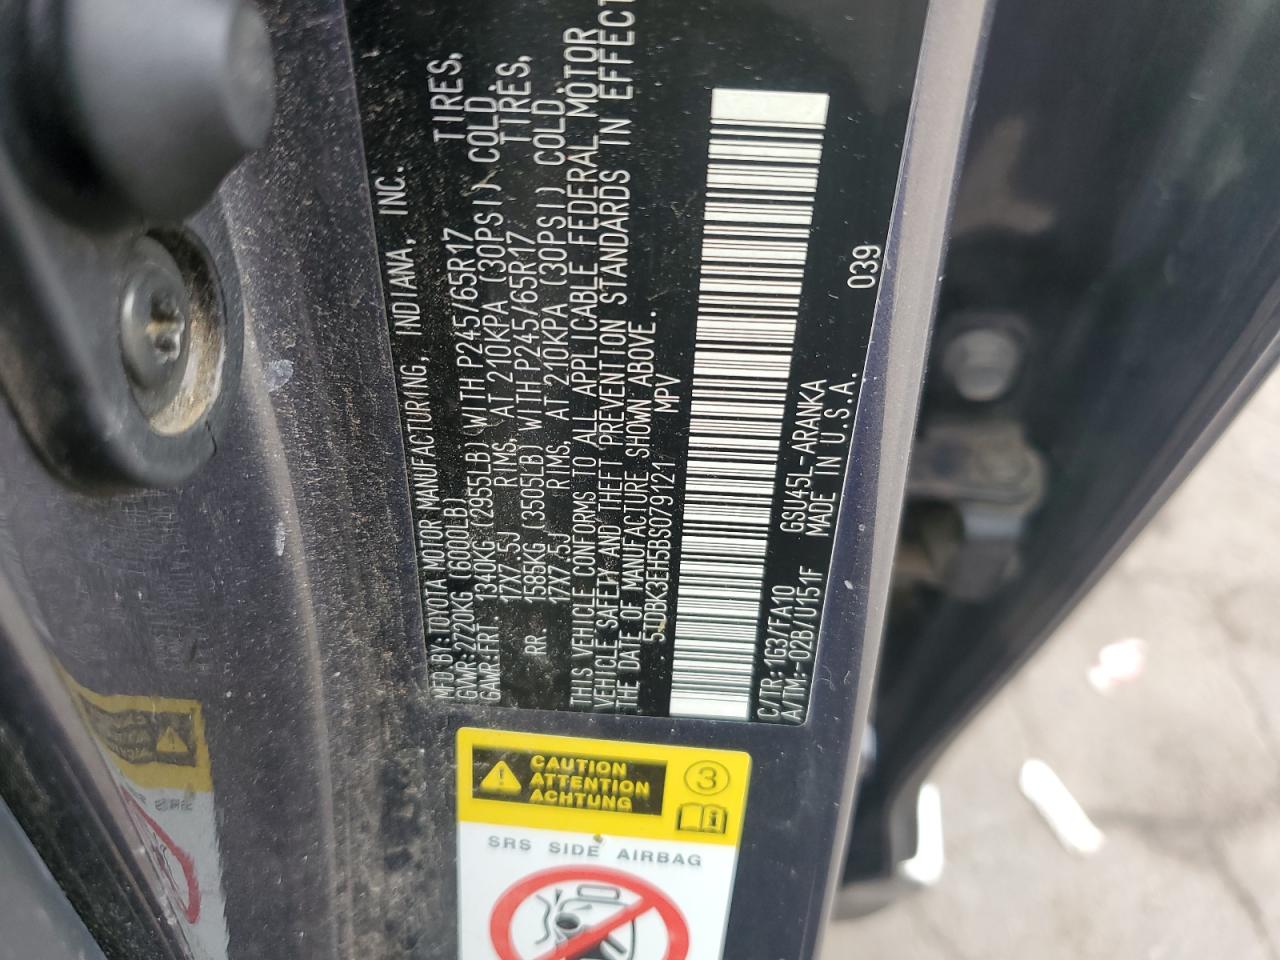 MFD BY: TOYOTA MOTOR MANUFACTURING, INDIANA, INC.
GVWR: 2720KG (6000LB)
GAWR: FRT. 1340KG (2955LB) WITH P245/65R17 TIRES,
17X7.5J RIMS, AT 210KPA (30PSI) COLD
RR. 1585KG (3505LB) WITH P245/65R17 TIRES,
17X7.5J RIMS, AT 210KPA (30PSI) COLD.
THIS VEHICLE CONFORMS TO ALL APPLICABLE FEDERAL MOTOR
VEHICLE SAFETY AND THEFT PREVENTION STANDARDS IN EFFECT
THE DATE OF MANUFACTURE SHOWN ABOVE.
5TDBK3EH5BS079121 MPV
C/TR: 1G3/FA10 GSU45L-ARANKA
A/TM: -02B/U151F MADE IN U.S.A. 039
CAUTION
ATTENTION
ACHTUNG
3
SRS SIDE AIRBAG